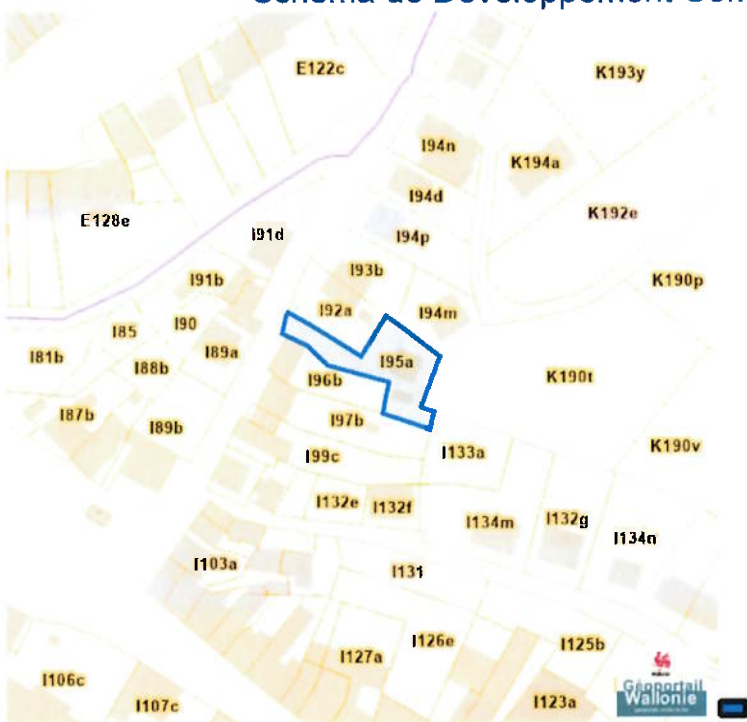 Schéma de Développement
E122c
K193y
I94n
K194a
I94d
K192e
E128e
I91d
I94p
I93b
I91b
K190p
I92a
I94m
I85
I90
I81b
I89a
I95a
I88b
I96b
K190t
I87b
I97b
I89b
I133a
K190v
I99c
I132e
I132f
I134m
I132g
I134n
I103a
I131
I126e
I125b
I127a
I106c
I107c
I123a
Géoportail
Wallonie